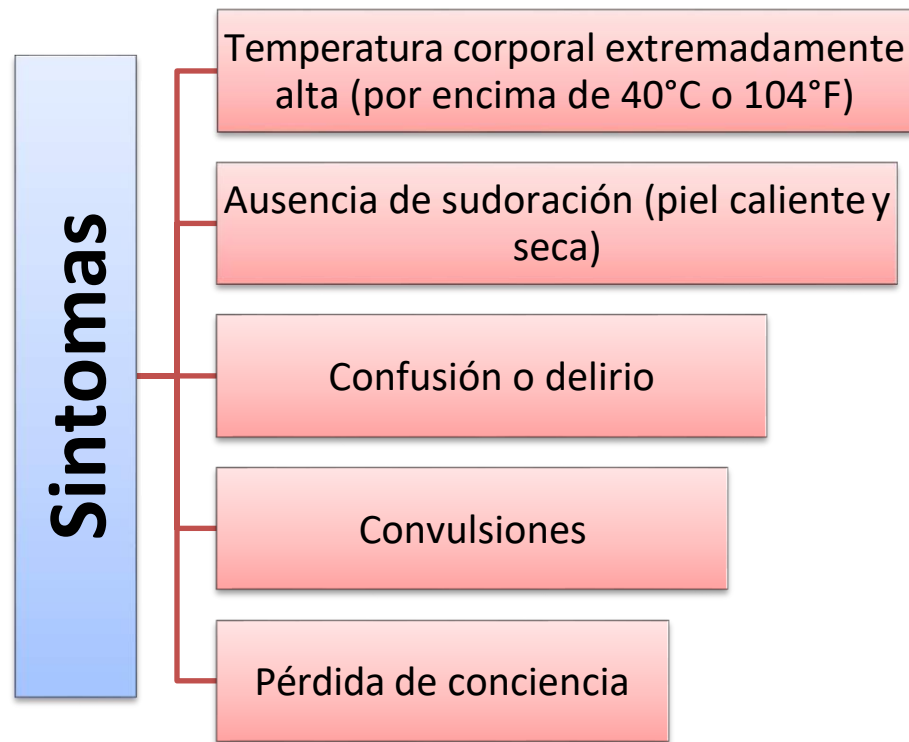 Sintomas
Temperatura corporal extremadamente
alta (por encima de 40°C o 104°F)
Ausencia de sudoración (piel caliente y
seca)
Confusión o delirio
Convulsiones
Pérdida de conciencia